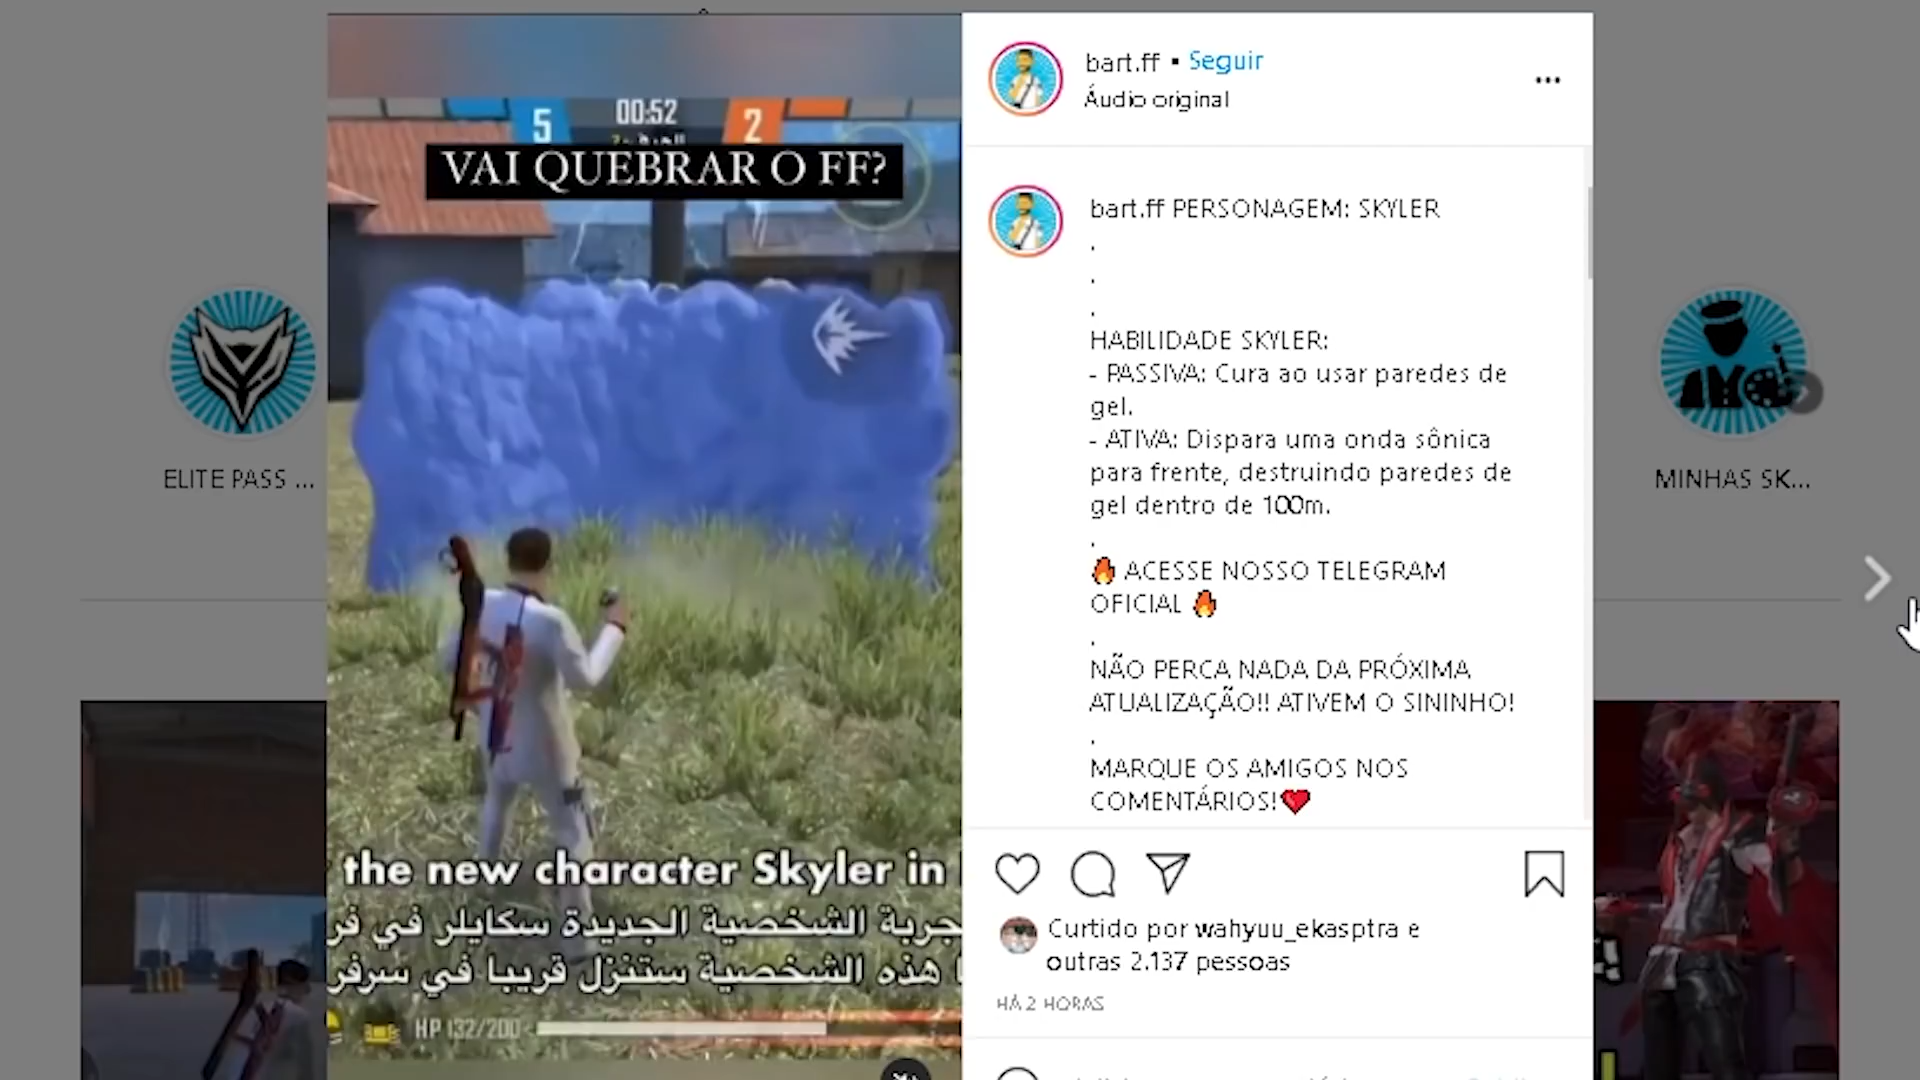 5
00:52
2
VAI QUEBRAR O FF?
the new character Skyler in
جربة الشخصية الجديدة سكايلر في فر
هذه الشخصية ستنزل قريبا في سرفر
HP 132/200
ELITE PASS ...
bart.ff • Seguir
Áudio original
bart.ff PERSONAGEM: SKYLER
.
.
.
HABILIDADE SKYLER:
- PASSIVA: Cura ao usar paredes de
gel.
- ATIVA: Dispara uma onda sônica
para frente, destruindo paredes de
gel dentro de 100m.
.
🔥 ACESSE NOSSO TELEGRAM
OFICIAL 🔥
.
NÃO PERCA NADA DA PRÓXIMA
ATUALIZAÇÃO!! ATIVEM O SININHO!
.
MARQUE OS AMIGOS NOS
COMENTÁRIOS!❤️
Curtido por wahyuu_ekasptra e
outras 2.137 pessoas
HÁ 2 HORAS
MINHAS SK...